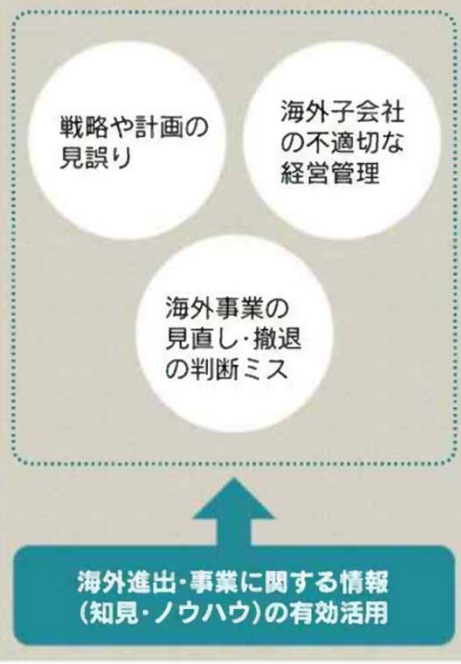 戦略や計画の
見誤り
海外子会社
の不適切な
経営管理
海外事業の
見直し・撤退
の判断ミス
海外進出・事業に関する情報
(知見・ノウハウ)の有効活用